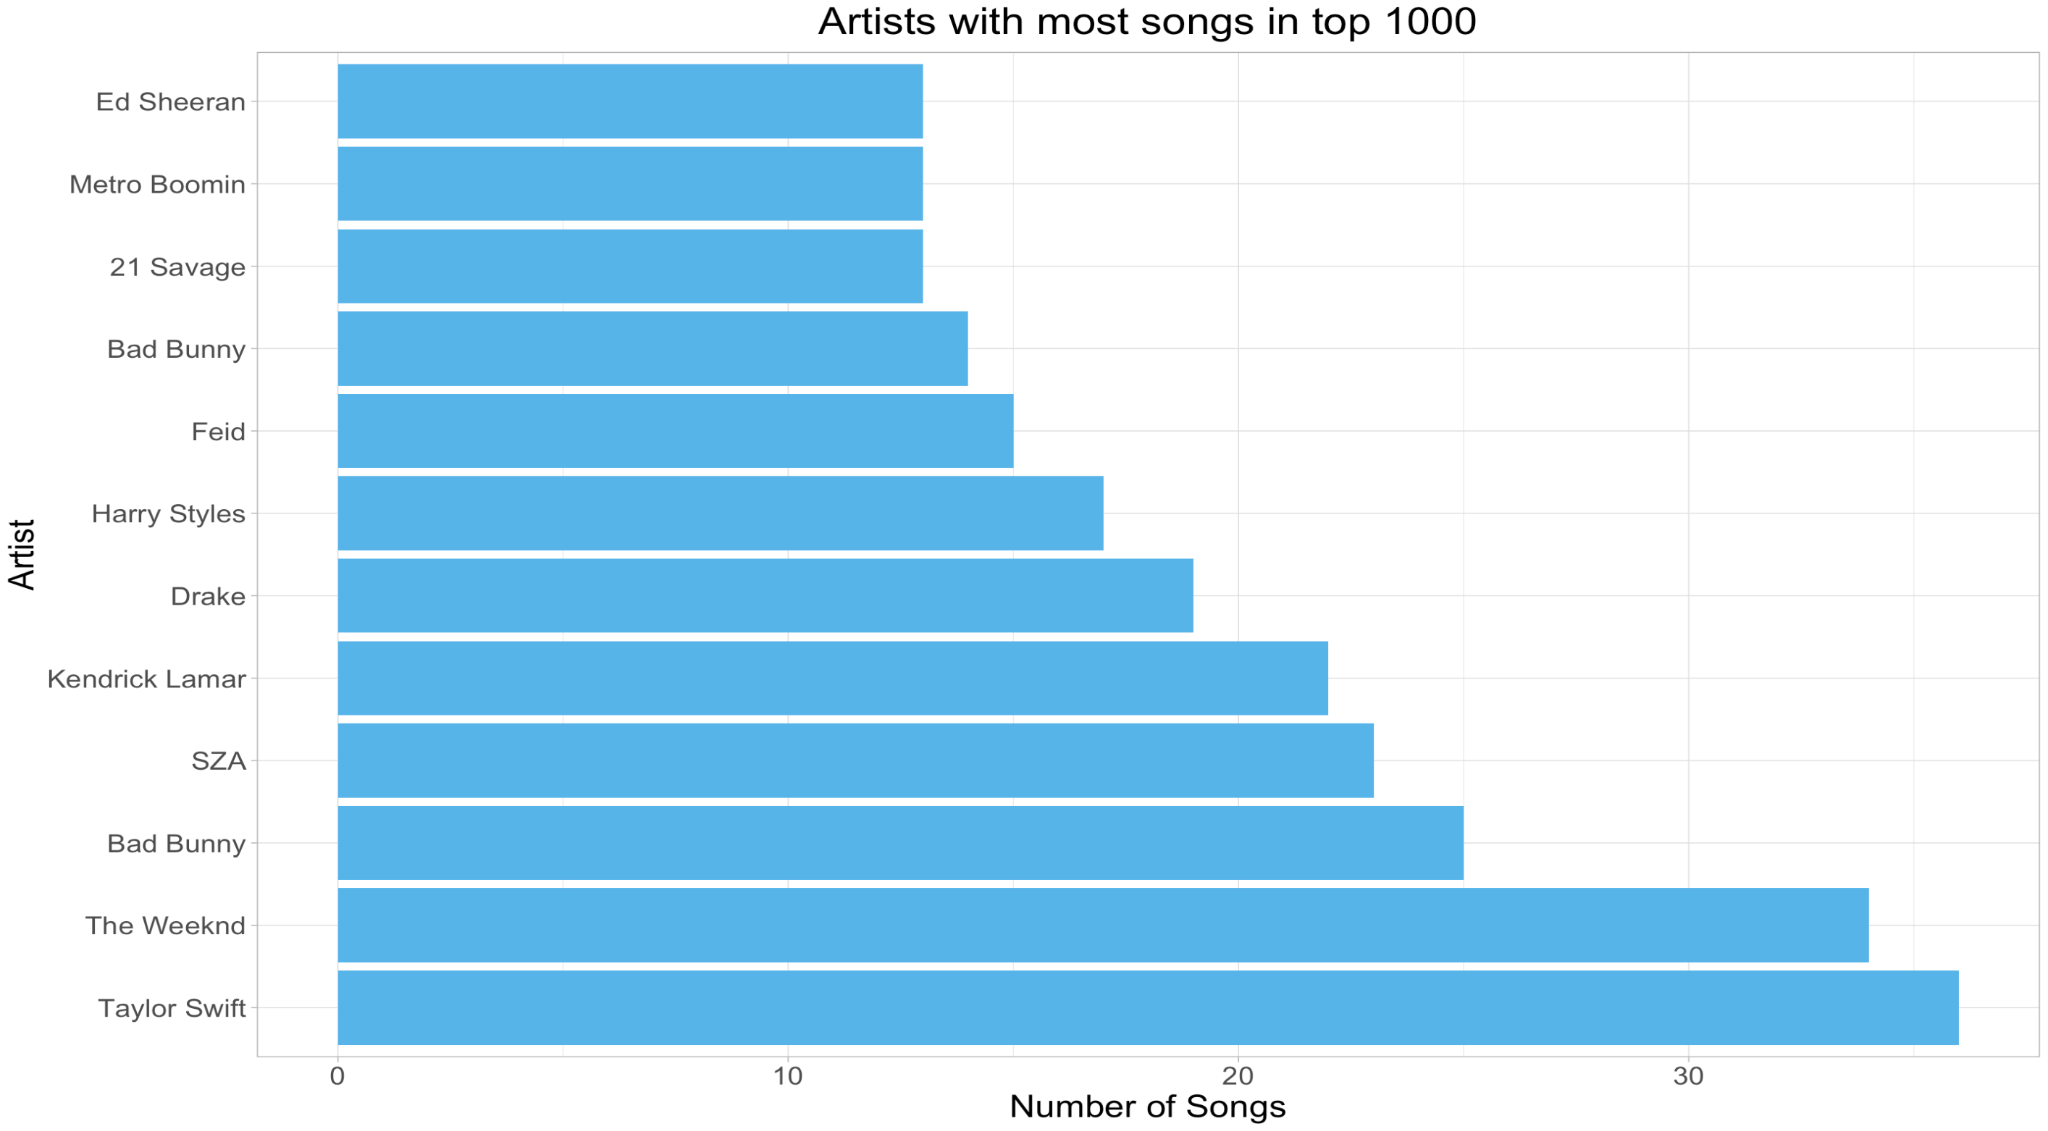 Artists with most songs in top 1000
Artist
Ed Sheeran
Metro Boomin
21 Savage
Bad Bunny
Feid
Harry Styles
Drake
Kendrick Lamar
SZA
Bad Bunny
The Weeknd
Taylor Swift
0 10 20 30
Number of Songs